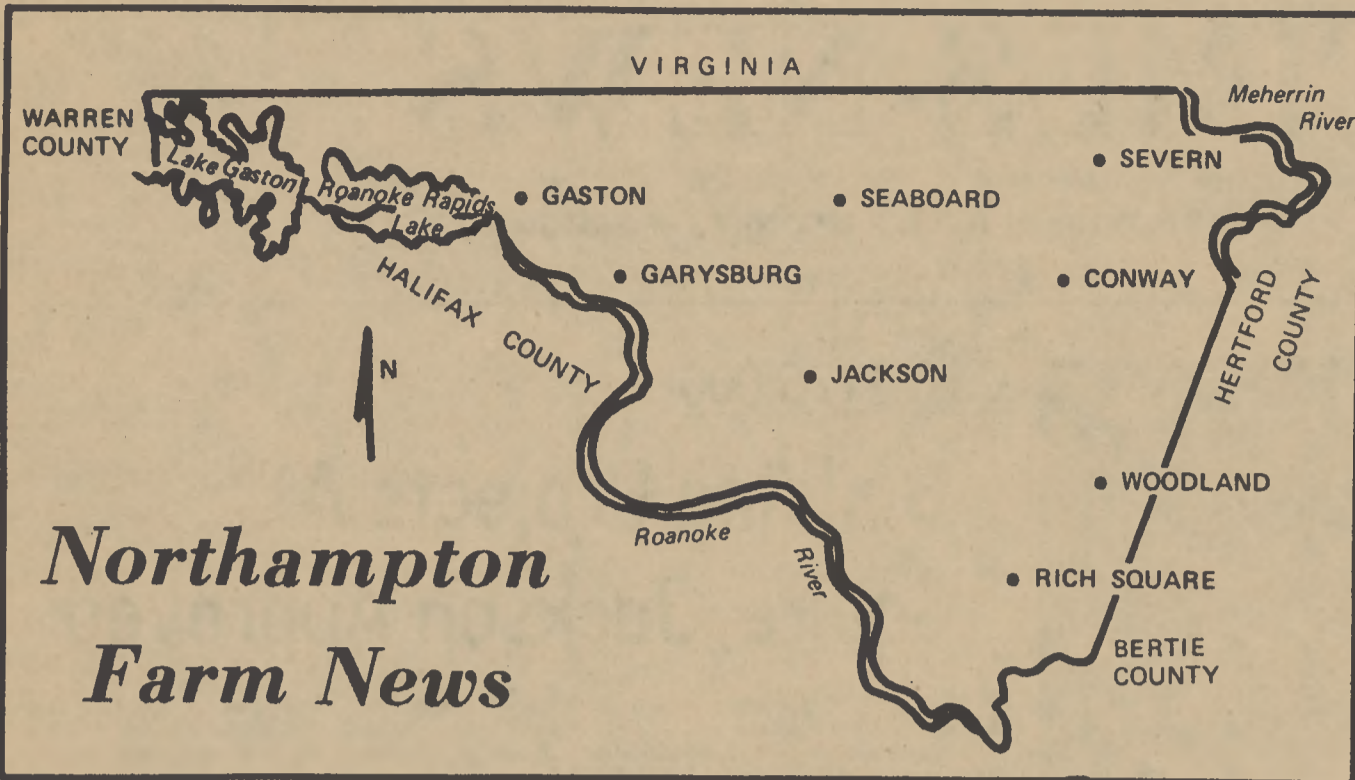 VIRGINIA
Meherrin
River
WARREN
COUNTY
SEVERN
Lake Gaston
Roanoke Rapids
Lake
GASTON
SEABOARD
GARYSBURG
CONWAY
HALIFAX COUNTY
HERTFORD
COUNTY
N
JACKSON
WOODLAND
Roanoke
River
RICH SQUARE
BERTIE
COUNTY
Northampton
Farm News